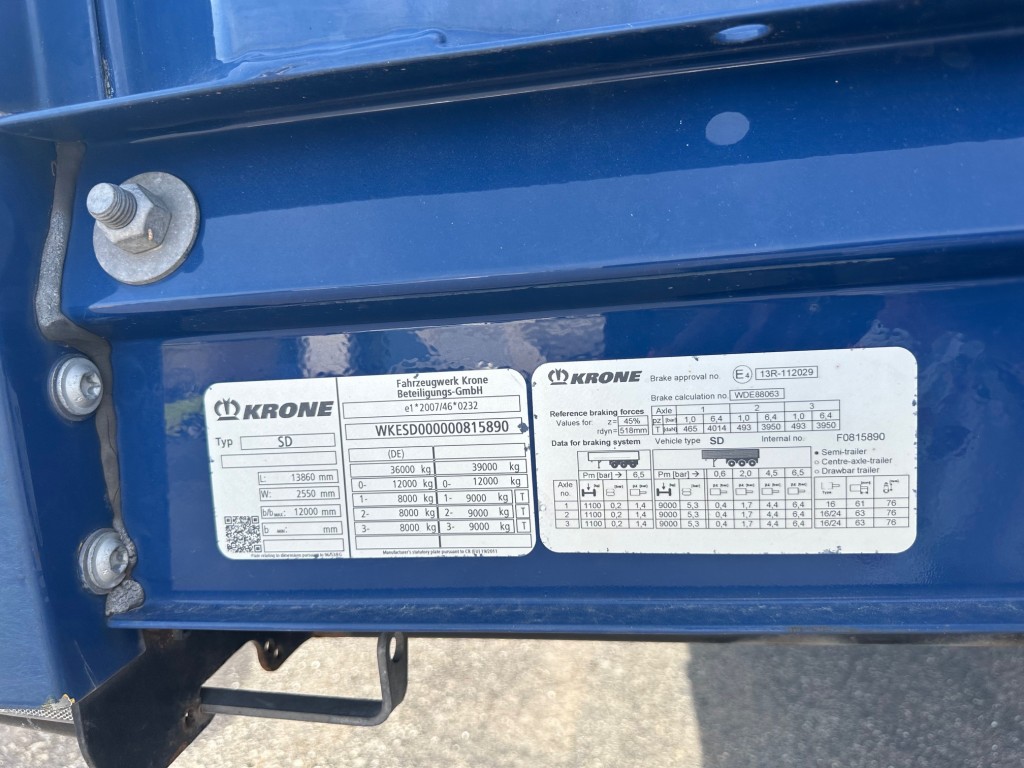 KRONE
Fahrzeugwerk Krone
Beteiligungs-GmbH
e1*2007/46*0232
WKESD000000815890
Typ SD
(DE)
36000 kg 39000 kg
0- 12000 kg 0- 12000 kg
1- 8000 kg 1- 9000 kg T
2- 8000 kg 2- 9000 kg T
3- 8000 kg 3- 9000 kg T
L: 13860 mm
W: 2550 mm
b/b MAX.: 12000 mm
b MIN.: mm
KRONE Brake approval no. E4 13R-112029
Brake calculation no. WDE88063
Reference braking forces
Values for: z= 45%
rdyn= 518mm
Axle 1 2 3
pz [bar] 1,0 6,4 1,0 6,4 1,0 6,4
T [daN] 465 4014 493 3950 493 3950
Data for braking system Vehicle type SD Internal no. F0815890
Semi-trailer
Centre-axle-trailer
Drawbar trailer
Pm [bar] 6,5 Pm [bar] 0,6 2,0 4,5 6,5
Axle no.
1 1100 0,2 1,4 9000 5,3 0,4 1,7 4,4 6,4 16 61 76
2 1100 0,2 1,4 9000 5,3 0,4 1,7 4,4 6,4 16/24 63 76
3 1100 0,2 1,4 9000 5,3 0,4 1,7 4,4 6,4 16/24 63 76